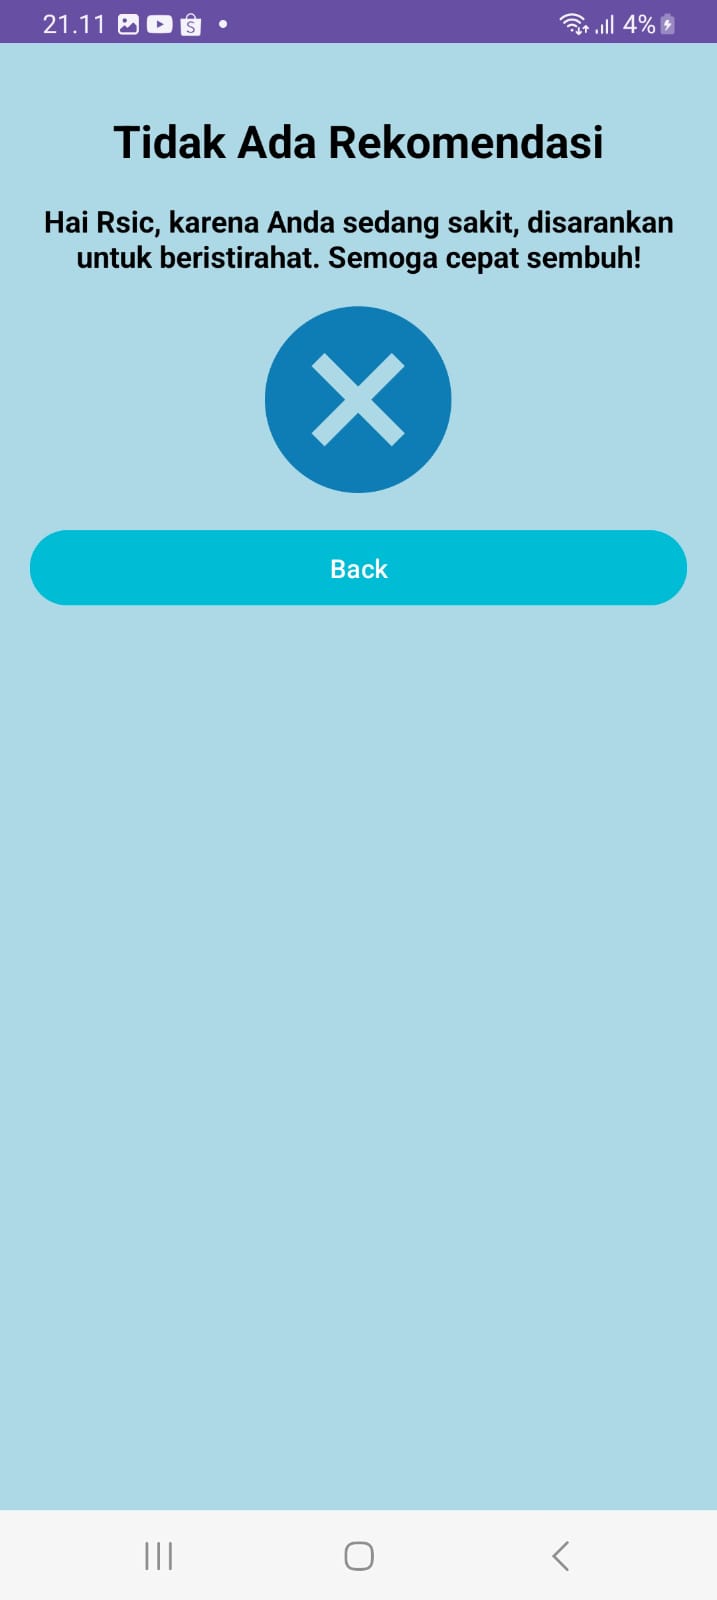 21.11
4%
Tidak Ada Rekomendasi
Hai Rsic, karena Anda sedang sakit, disarankan
untuk beristirahat. Semoga cepat sembuh!
Back